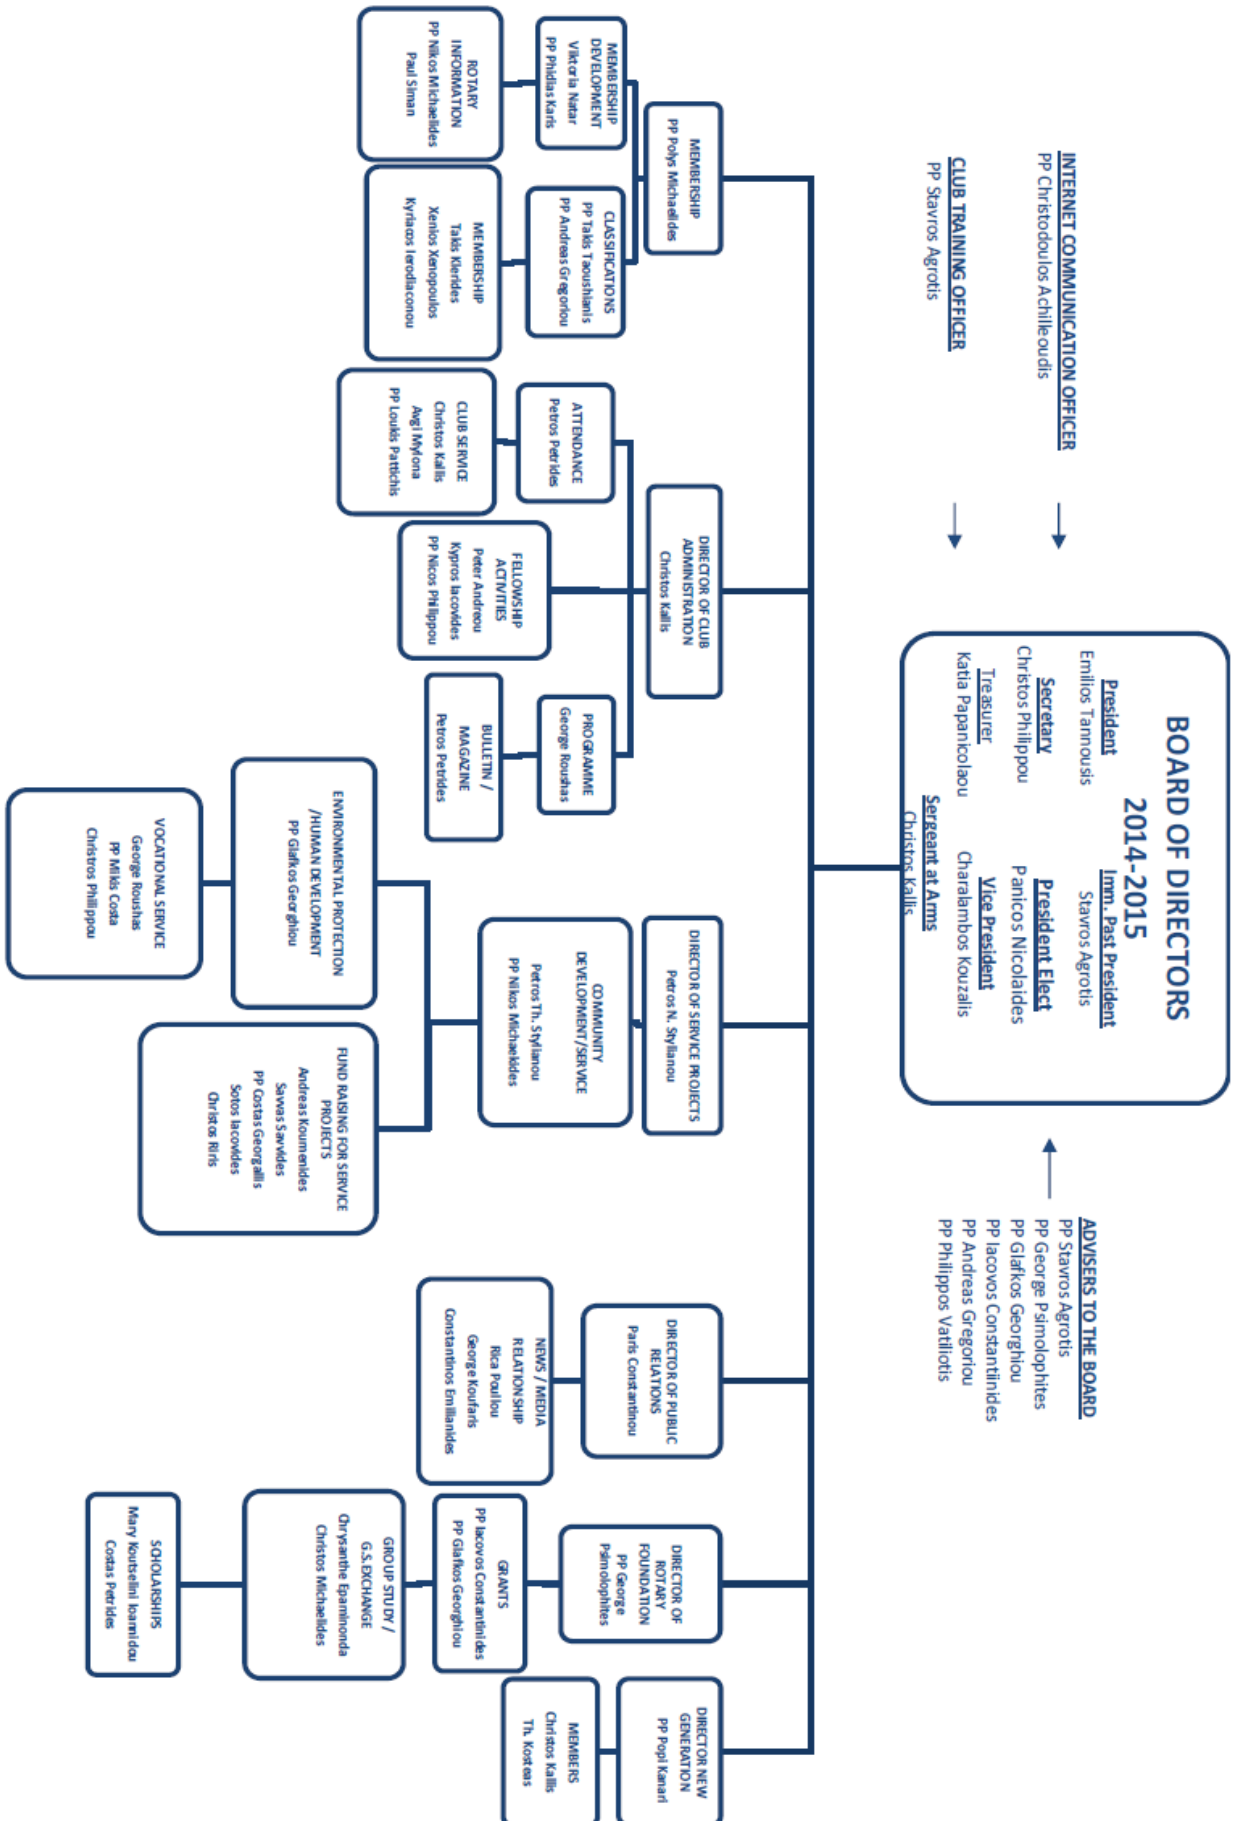 BOARD OF DIRECTORS
2014-2015
President
Emilios Tannousis
Secretary
Christos Philippou
Treasurer
Katia Papanicolaou
Imm. Past President
Stavros Agrotis
President Elect
Panicos Nicolaides
Vice President
Charalambos Kouzalis
Sergeant at Arms
Christos Kallis
INTERNET COMMUNICATION OFFICER
PP Christodoulos Achilleoudis
CLUB TRAINING OFFICER
PP Stavros Agrotis
ADVISERS TO THE BOARD
PP Stavros Agrotis
PP George Psimolophites
PP Glafkos Georghiou
PP Iacovos Constantiinides
PP Andreas Gregoriou
PP Philippos Vatiliotis
MEMBERSHIP
PP Polys Michaelides
MEMBERSHIP
DEVELOPMENT
Viktoria Natar
PP Phidias Karis
ROTARY
INFORMATION
PP Nikos Michaelides
Paul Siman
CLASSIFICATIONS
PP Takis Taoushianis
PP Andreas Gregoriou
MEMBERSHIP
Takis Klerides
Xenios Xenopoulos
Kyriacos Ierodiaconou
DIRECTOR OF CLUB
ADMINISTRATION
Christos Kallis
ATTENDANCE
Petros Petrides
CLUB SERVICE
Christos Kallis
Avgi Mylona
PP Loukis Pattichis
FELLOWSHIP
ACTIVITIES
Peter Andreou
Kypros Iacovides
PP Nicos Philippou
PROGRAMME
George Roushas
BULLETIN /
MAGAZINE
Petros Petrides
DIRECTOR OF SERVICE PROJECTS
Petros N. Stylianou
COMMUNITY
DEVELOPMENT/SERVICE
Petros Th. Stylianou
PP Nikos Michaekides
ENVIRONMENTAL PROTECTION
/HUMAN DEVELOPMENT
PP Glafkos Georghiou
VOCATIONAL SERVICE
George Roushas
PP Mikis Costa
Christros Philippou
FUND RAISING FOR SERVICE
PROJECTS
Andreas Koumenides
Savvas Savvides
PP Costas Georgallis
Sotos Iacovides
Christos Riris
DIRECTOR OF PUBLIC
RELATIONS
Paris Constantinou
NEWS / MEDIA
RELATIONSHIP
Rica Poullou
George Koufaris
Constantinos Emilianides
DIRECTOR OF
ROTARY
FOUNDATION
PP George
Psimolophites
GRANTS
PP Iacovos Constantinides
PP Glafkos Georghiou
GROUP STUDY /
G.S.EXCHANGE
Chrysanthe Epaminonda
Christos Michaelides
SCHOLARSHIPS
Mary Koutselini Ioannidou
Costas Petrides
DIRECTOR NEW
GENERATION
PP Popi Kanari
MEMBERS
Christos Kallis
Th. Kosteas